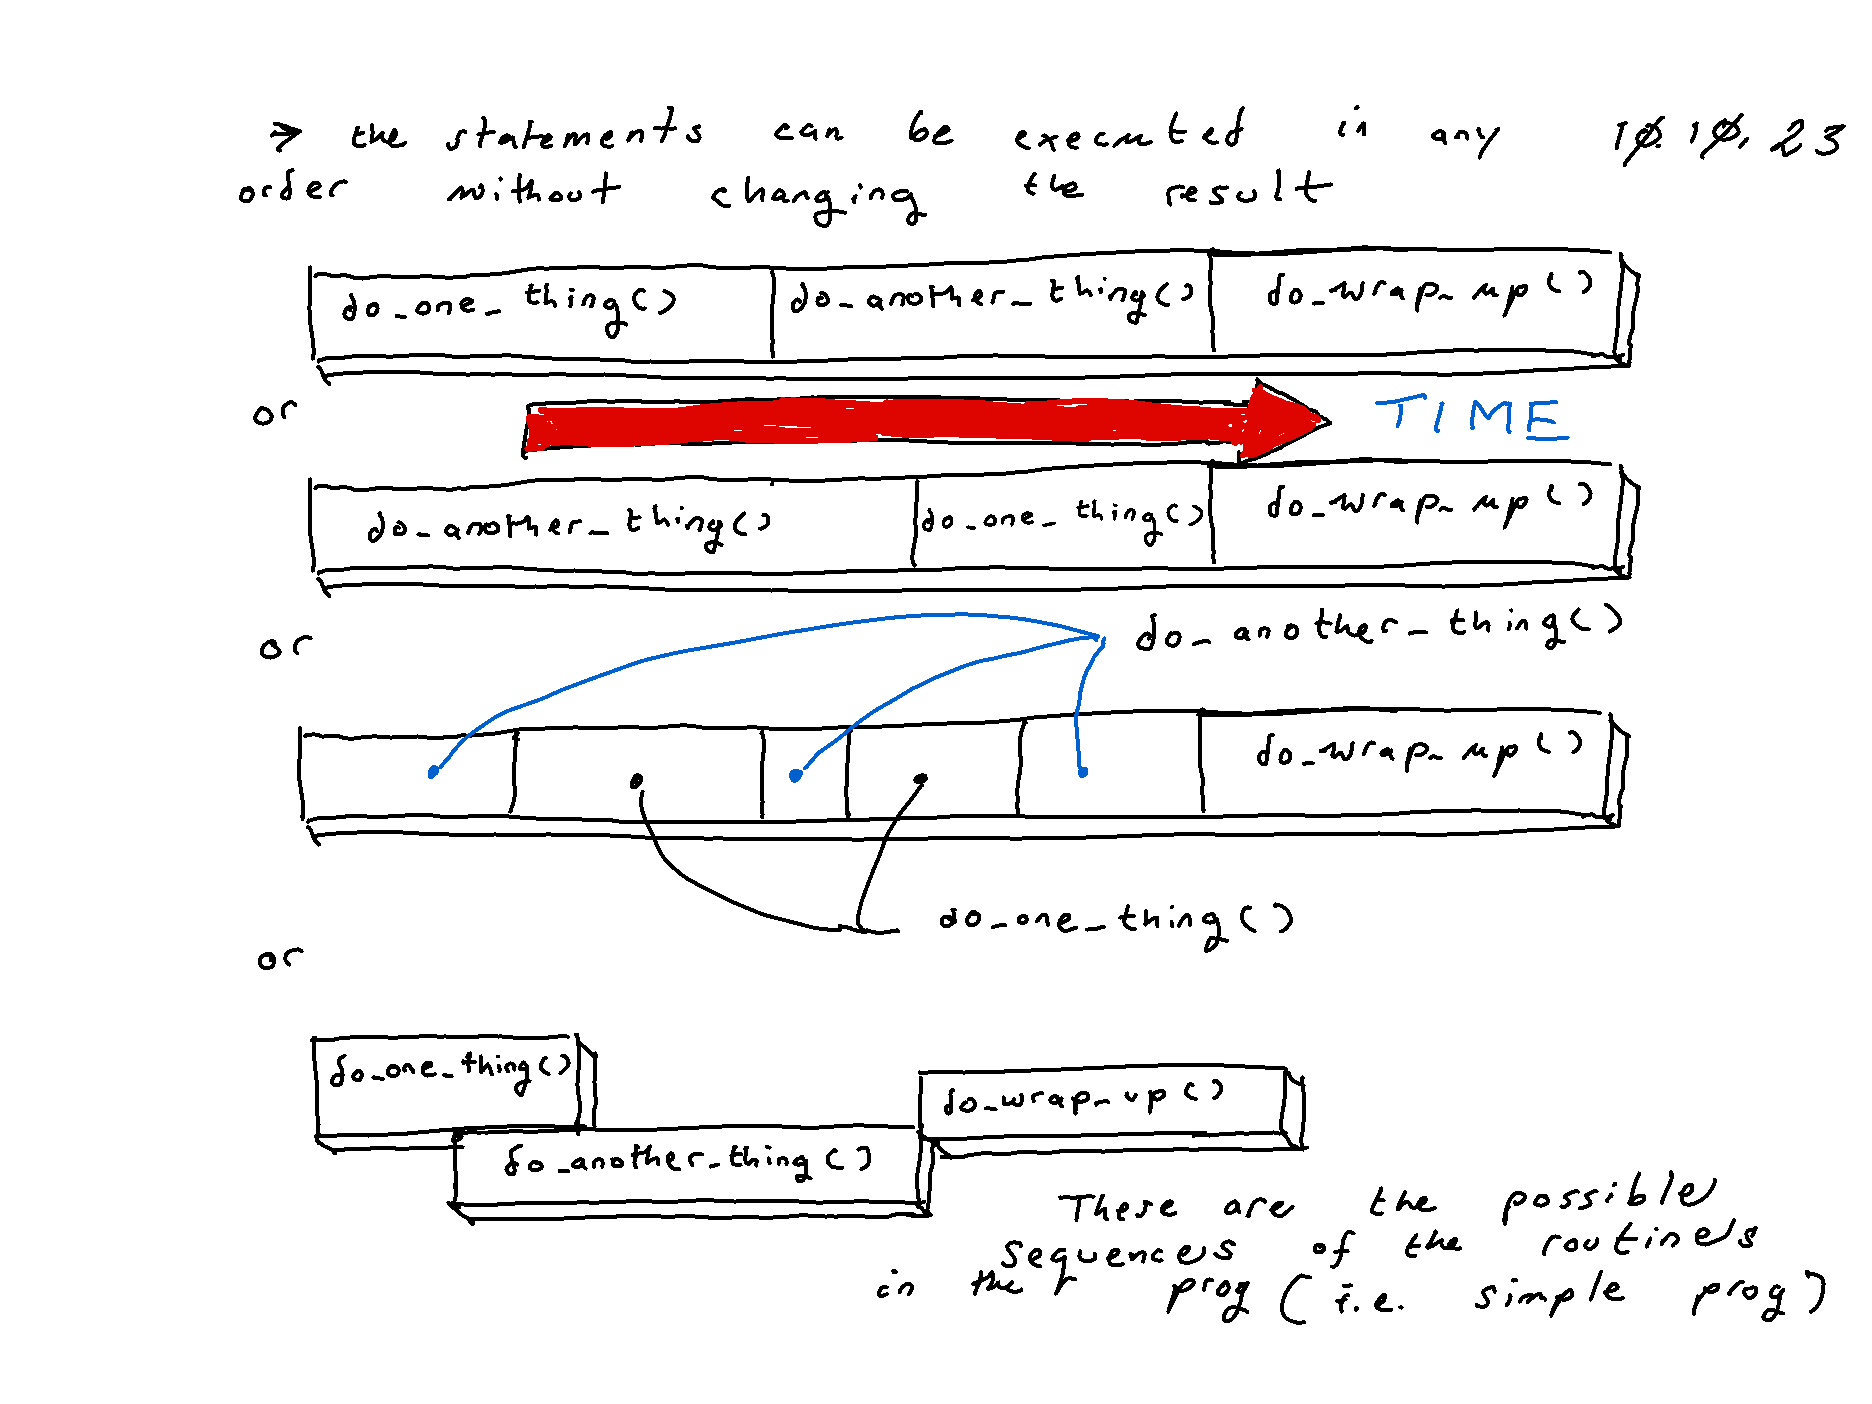 → the statements can be executed in any 10.10.23
order without changing the result
do_one_thing() do_another_thing() do_wrap_up()
or TIME
do_another_thing() do_one_thing() do_wrap_up()
or do_another_thing()
do_wrap_up()
do_one_thing()
or
do_one_thing()
do_wrap_up()
do_another_thing()
These are the possible
sequences of the routines
in the prog (i.e. simple prog)